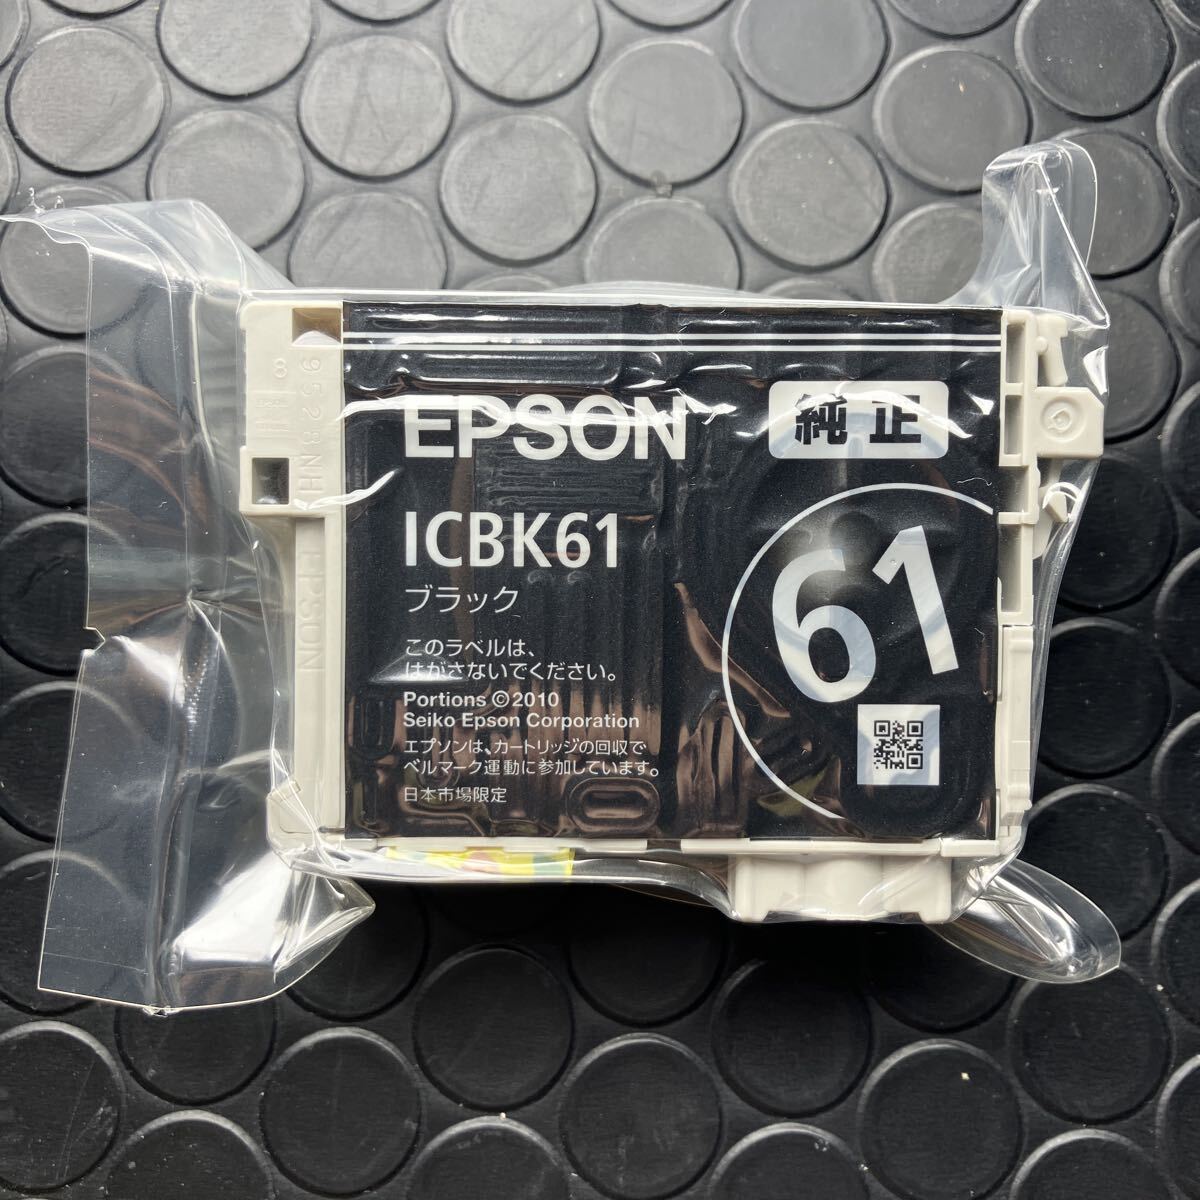 EPSON
純正
ICBK61
ブラック
61
このラベルは、
はがさないでください。
Portions ©2010
Seiko Epson Corporation
エプソンは、カートリッジの回収で
ベルマーク運動に参加しています。
日本市場限定
8
9528NH
EPSON